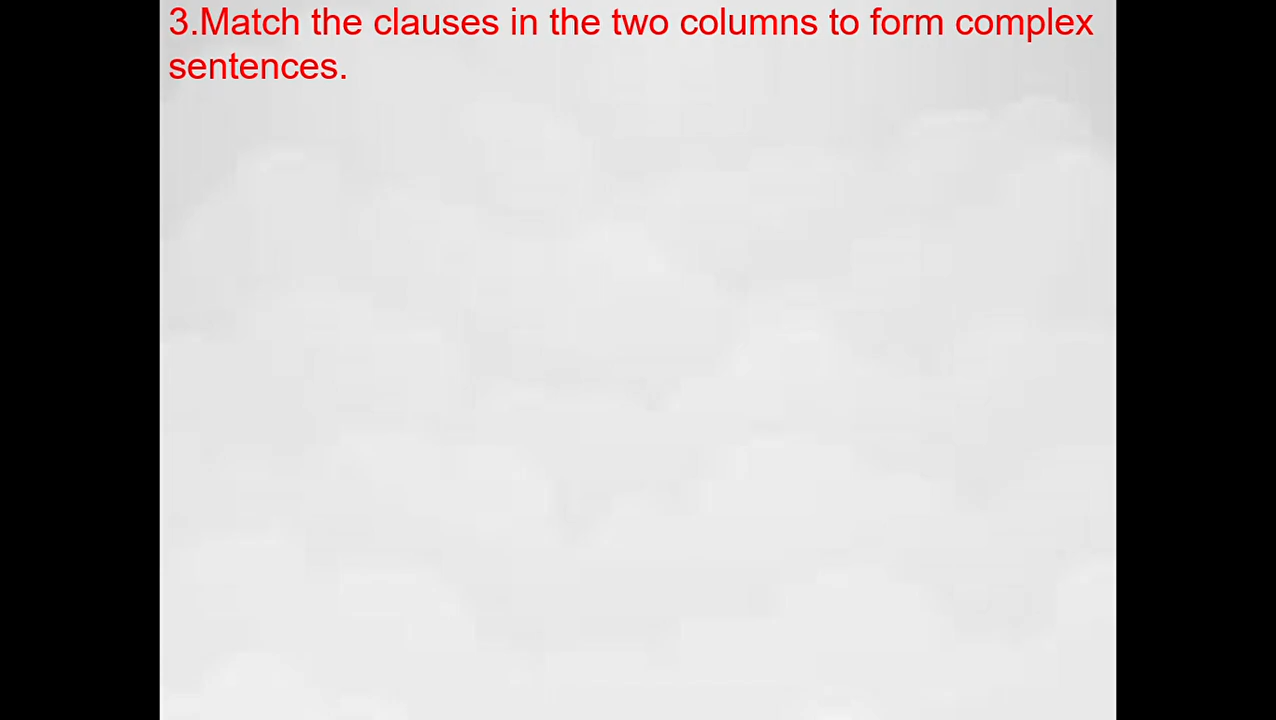 3.Match the clauses in the two columns to form complex
sentences.